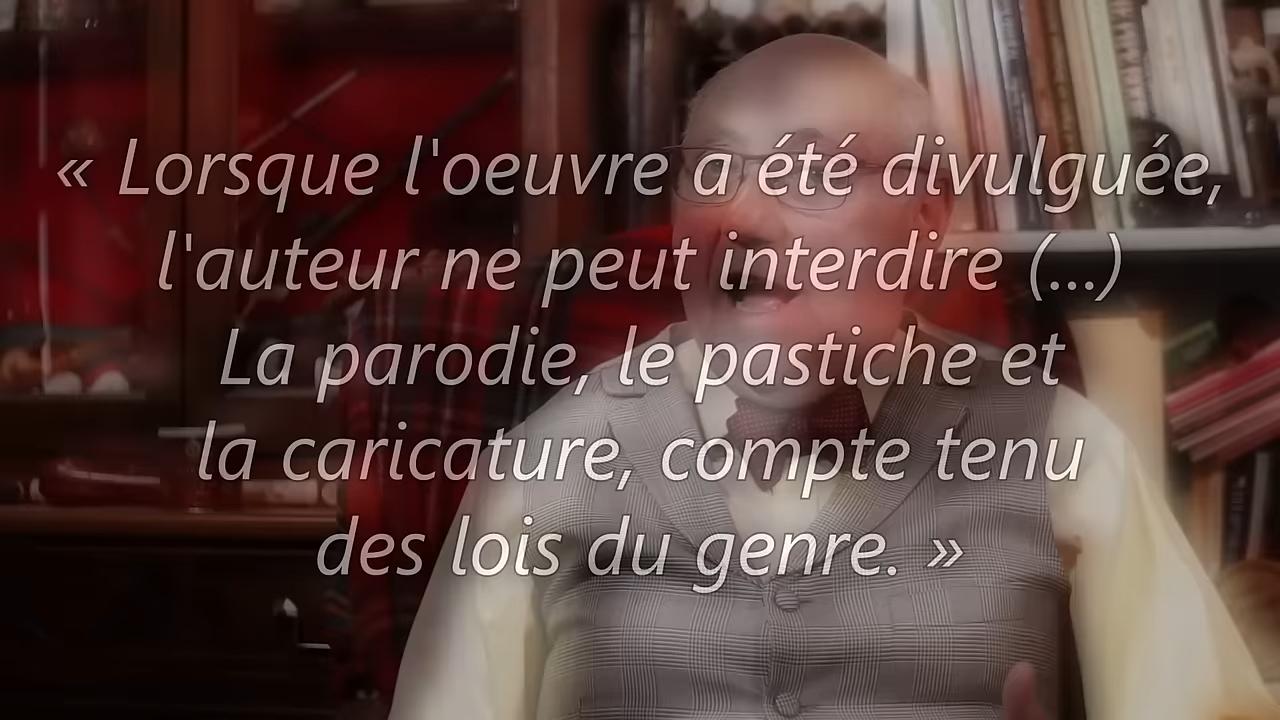 « Lorsque l'oeuvre a été divulguée,
l'auteur ne peut interdire (...)
La parodie, le pastiche et
la caricature, compte tenu
des lois du genre. »